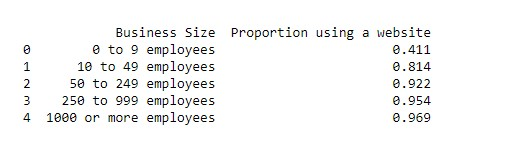 Business Size Proportion using a website
0 0 to 9 employees 0.411
1 10 to 49 employees 0.814
2 50 to 249 employees 0.922
3 250 to 999 employees 0.954
4 1000 or more employees 0.969